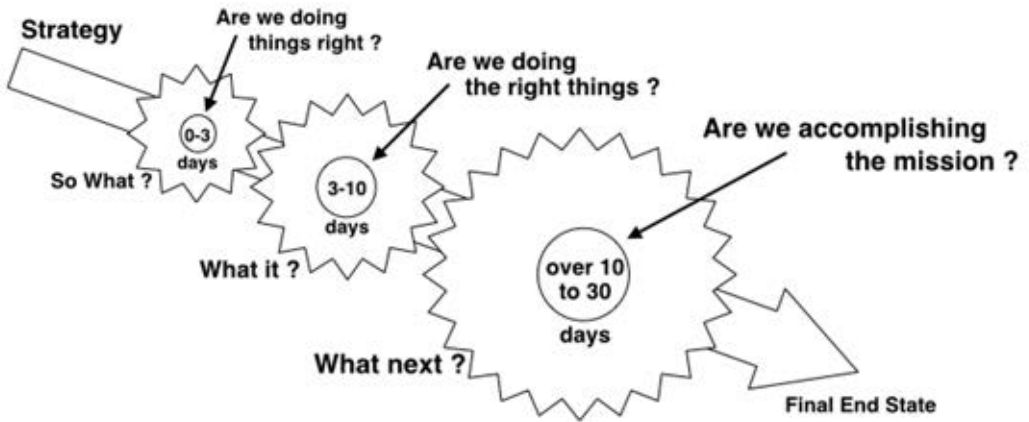 Strategy
Are we doing
things right ?
0-3
days
So What ?
Are we doing
the right things ?
3-10
days
What it ?
Are we accomplishing
the mission ?
over 10
to 30
days
What next ?
Final End State